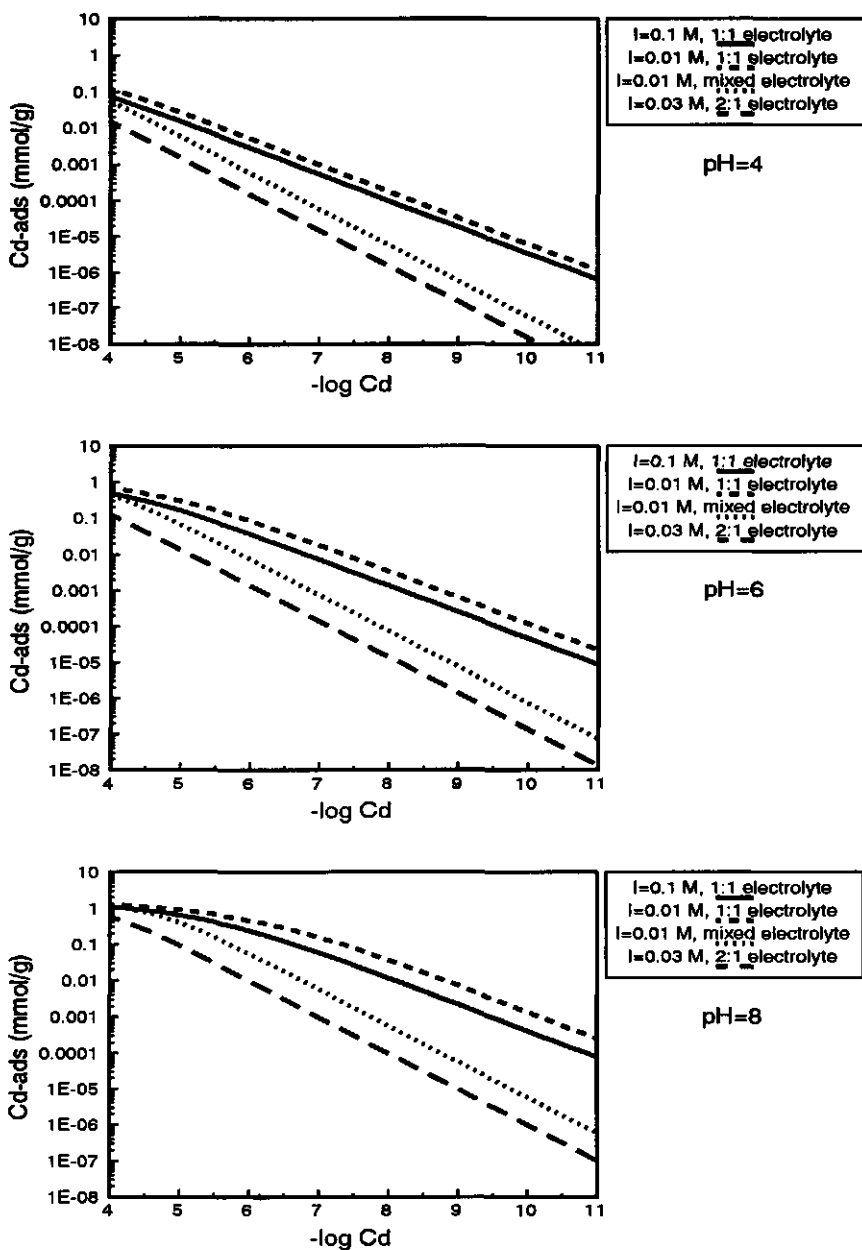 10
1
0.1
0.01
0.001
0.0001
1E-05
1E-06
1E-07
1E-08
Cd-ads (mmol/g)
4 5 6 7 8 9 10 11
-log Cd
I=0.1 M, 1:1 electrolyte
I=0.01 M, 1:1 electrolyte
I=0.01 M, mixed electrolyte
I=0.03 M, 2:1 electrolyte
pH=4
10
1
0.1
0.01
0.001
0.0001
1E-05
1E-06
1E-07
1E-08
Cd-ads (mmol/g)
4 5 6 7 8 9 10 11
-log Cd
I=0.1 M, 1:1 electrolyte
I=0.01 M, 1:1 electrolyte
I=0.01 M, mixed electrolyte
I=0.03 M, 2:1 electrolyte
pH=6
10
1
0.1
0.01
0.001
0.0001
1E-05
1E-06
1E-07
1E-08
Cd-ads (mmol/g)
4 5 6 7 8 9 10 11
-log Cd
I=0.1 M, 1:1 electrolyte
I=0.01 M, 1:1 electrolyte
I=0.01 M, mixed electrolyte
I=0.03 M, 2:1 electrolyte
pH=8